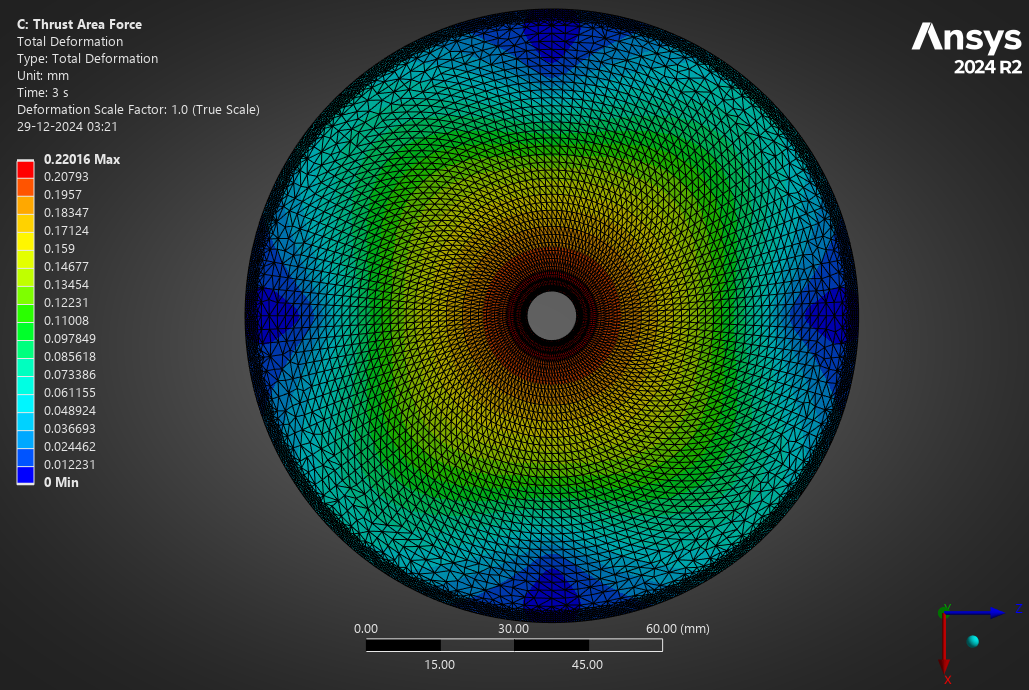 C: Thrust Area Force
Total Deformation
Type: Total Deformation
Unit: mm
Time: 3 s
Deformation Scale Factor: 1.0 (True Scale)
29-12-2024 03:21
0.22016 Max
0.20793
0.1957
0.18347
0.17124
0.159
0.14677
0.13454
0.12231
0.11008
0.097849
0.085618
0.073386
0.061155
0.048924
0.036693
0.024462
0.012231
0 Min
Ansys
2024 R2
0.00 30.00 60.00 (mm)
15.00 45.00
Y
Z
X